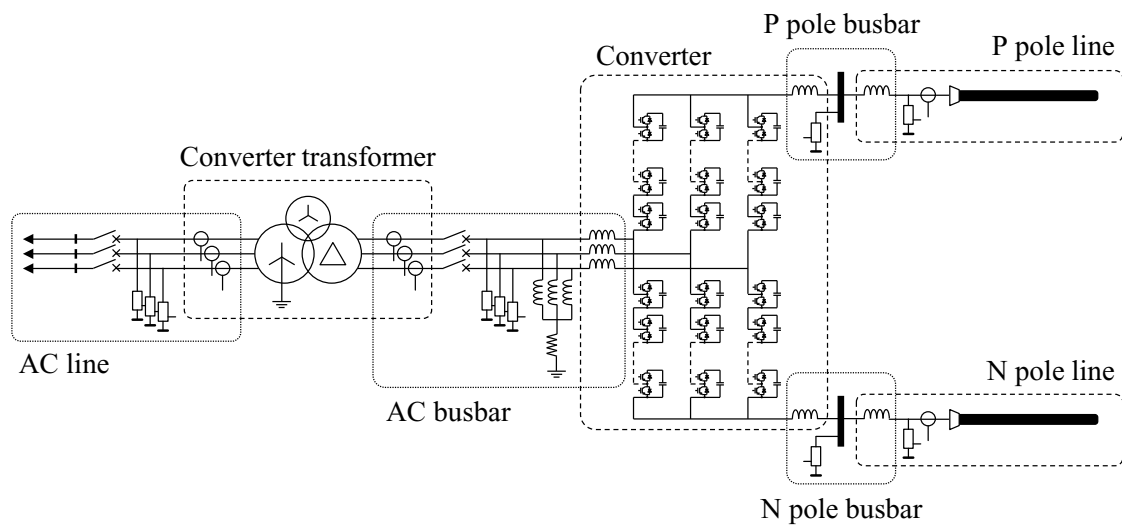 P pole busbar
P pole line
Converter
Converter transformer
AC line
AC busbar
N pole line
N pole busbar